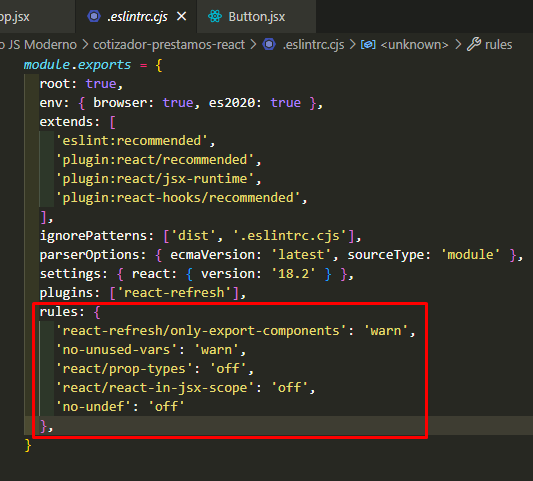 op.jsx .eslintrc.cjs Button.jsx
o JS Moderno > cotizador-prestamos-react > .eslintrc.cjs > <unknown> > rules
module.exports = {
root: true,
env: { browser: true, es2020: true },
extends: [
'eslint:recommended',
'plugin:react/recommended',
'plugin:react/jsx-runtime',
'plugin:react-hooks/recommended',
],
ignorePatterns: ['dist', '.eslintrc.cjs'],
parserOptions: { ecmaVersion: 'latest', sourceType: 'module' },
settings: { react: { version: '18.2' } },
plugins: ['react-refresh'],
rules: {
'react-refresh/only-export-components': 'warn',
'no-unused-vars': 'warn',
'react/prop-types': 'off',
'react/react-in-jsx-scope': 'off',
'no-undef': 'off'
},
}